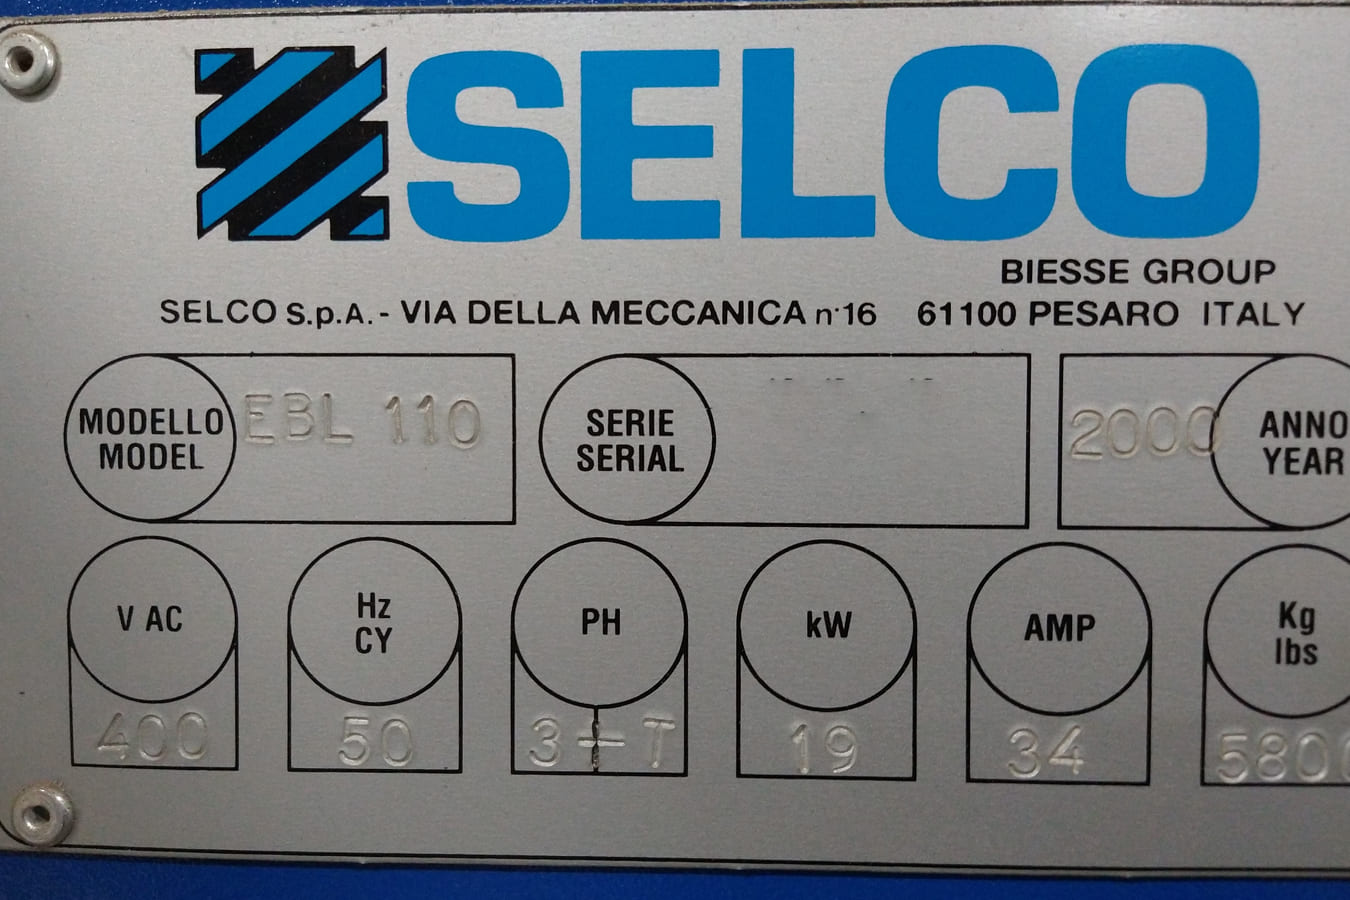 SELCO
BIESSE GROUP
SELCO S.p.A. - VIA DELLA MECCANICA n·16 61100 PESARO ITALY
MODELLO
MODEL
EBL 110
SERIE
SERIAL
2000
ANNO
YEAR
V AC
400
Hz
CY
50
PH
3+T
kW
19
AMP
34
Kg
lbs
5800